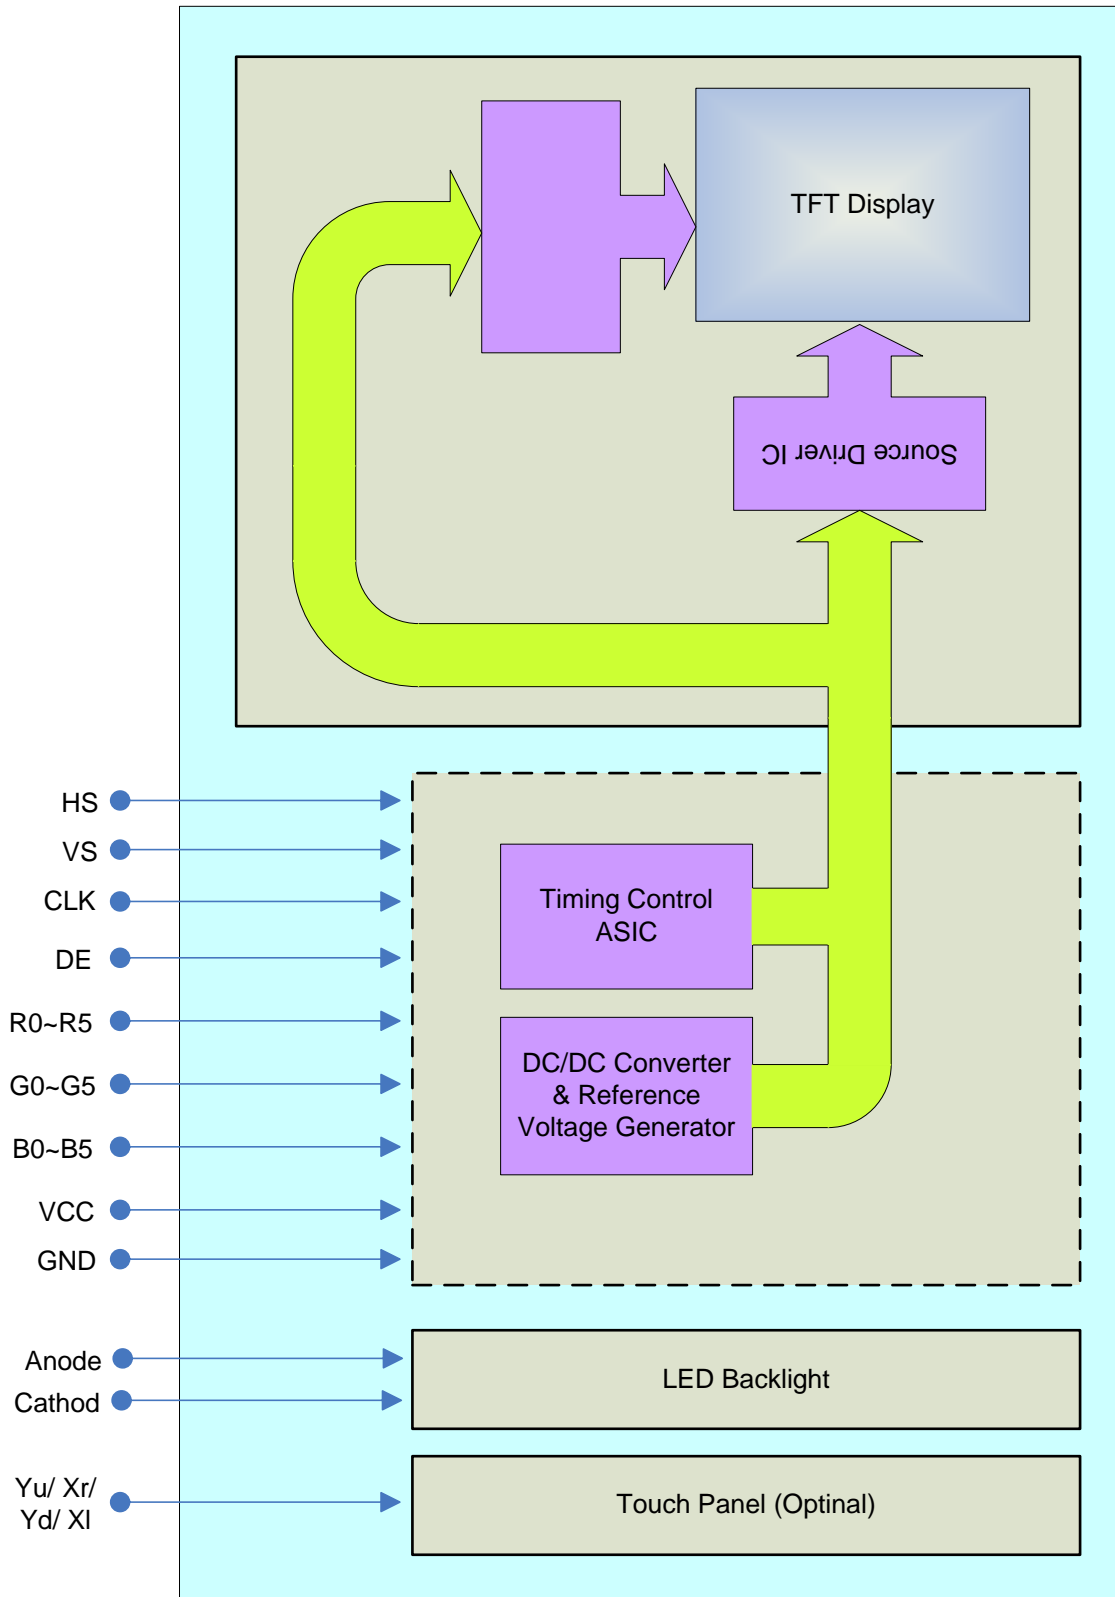 TFT Display
Source Driver IC
HS
VS
CLK
DE
R0~R5
G0~G5
B0~B5
VCC
GND
Timing Control
ASIC
DC/DC Converter
& Reference
Voltage Generator
Anode
Cathod
LED Backlight
Yu/ Xr/
Yd/ Xl
Touch Panel (Optinal)